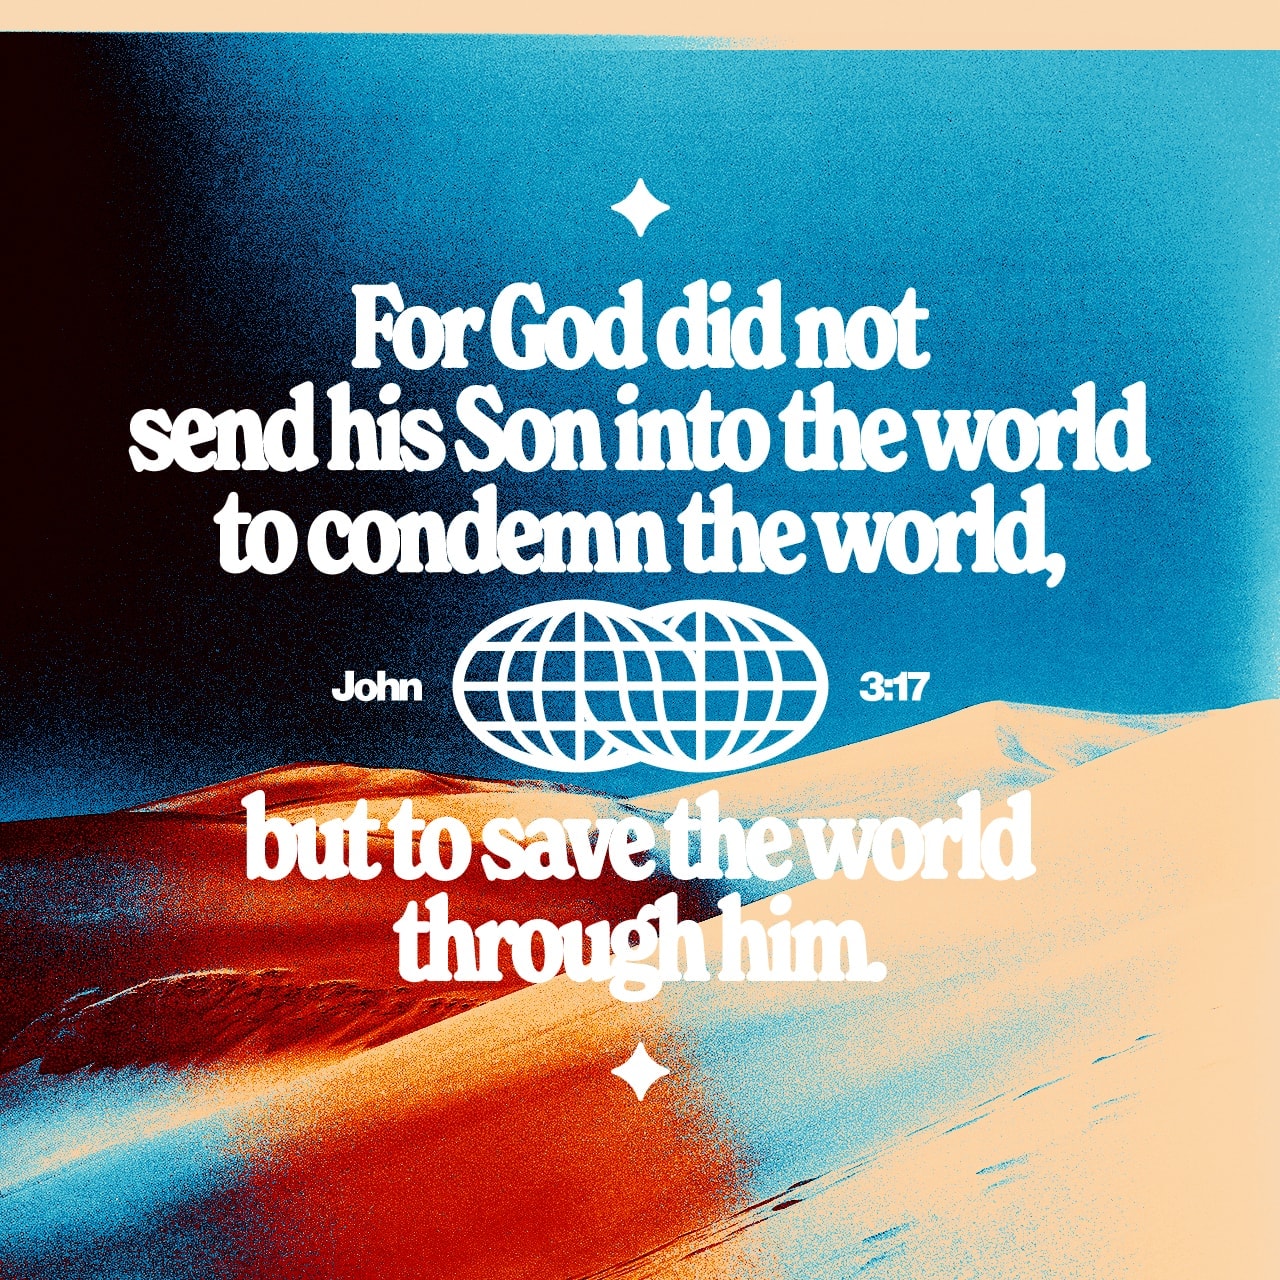 For God did not
send his Son into the world
to condemn the world,
John 3:17
but to save the world
through him.